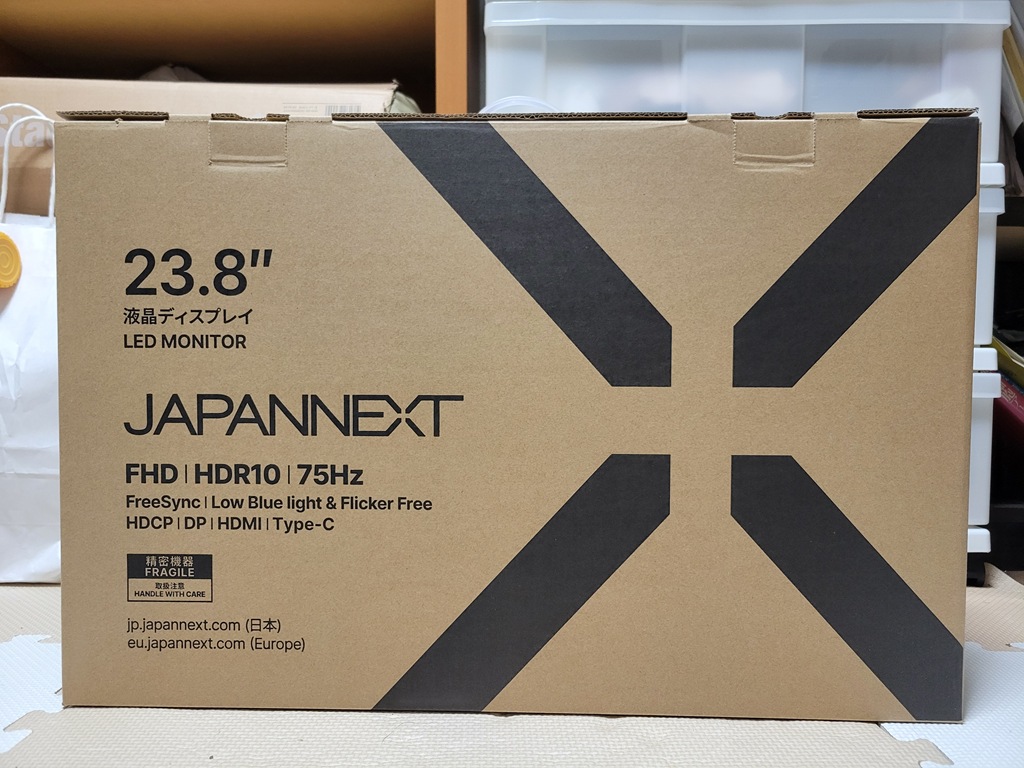 23.8"
液晶ディスプレイ
LED MONITOR
JAPANNEXT
FHD | HDR10 | 75Hz
FreeSync | Low Blue light & Flicker Free
HDCP | DP | HDMI | Type-C
精密機器
FRAGILE
取扱注意
HANDLE WITH CARE
jp.japannext.com (日本)
eu.japannext.com (Europe)